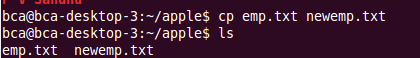 bca@bca-desktop-3:~/apple$ cp emp.txt newemp.txt
bca@bca-desktop-3:~/apple$ ls
emp.txt  newemp.txt